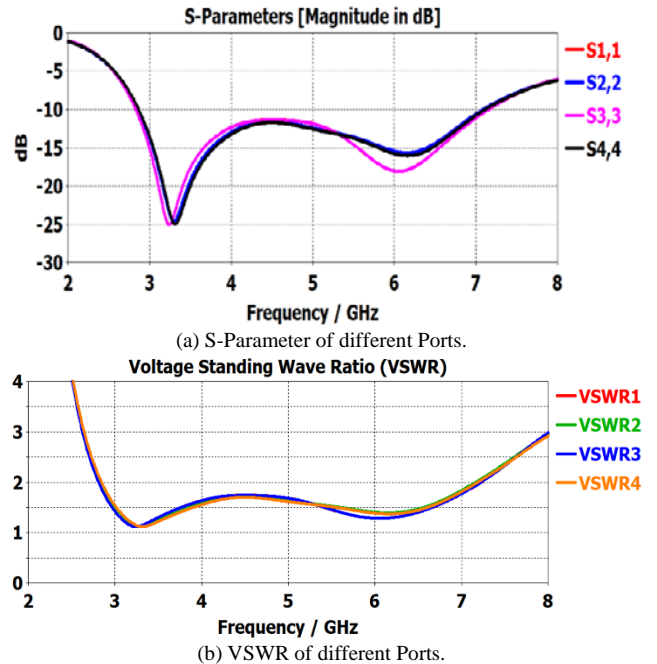 S-Parameters [Magnitude in dB]
0
-5
-10
-15
-20
-25
-30
dB
2 3 4 5 6 7 8
Frequency / GHz
S1,1
S2,2
S3,3
S4,4
(a) S-Parameter of different Ports.
Voltage Standing Wave Ratio (VSWR)
4
3
2
1
0
2 3 4 5 6 7 8
Frequency / GHz
VSWR1
VSWR2
VSWR3
VSWR4
(b) VSWR of different Ports.